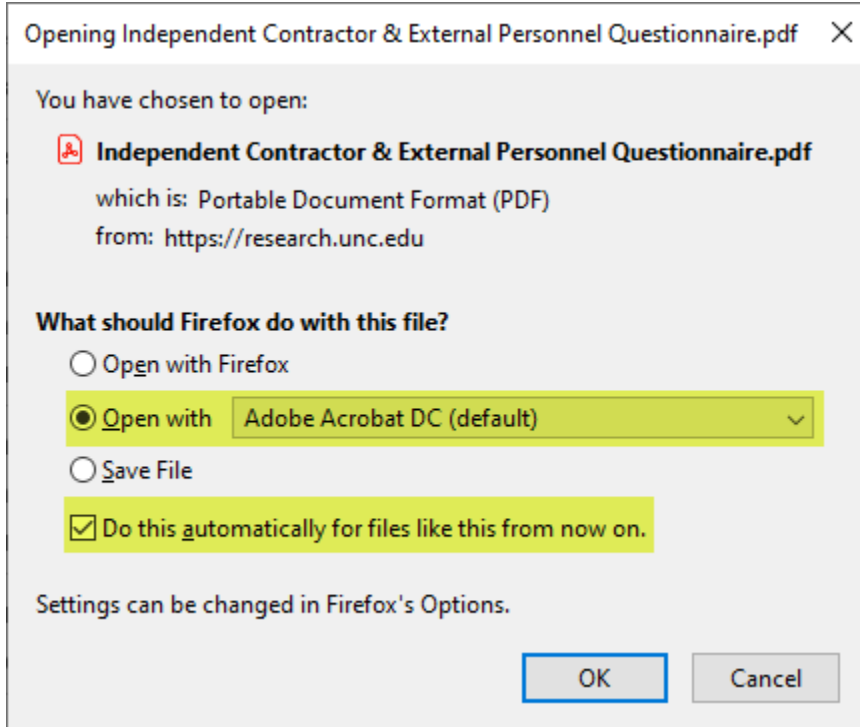 Opening Independent Contractor & External Personnel Questionnaire.pdf
You have chosen to open:
Independent Contractor & External Personnel Questionnaire.pdf
which is: Portable Document Format (PDF)
from: https://research.unc.edu
What should Firefox do with this file?
Open with Firefox
Open with Adobe Acrobat DC (default)
Save File
Do this automatically for files like this from now on.
Settings can be changed in Firefox's Options.
OK Cancel